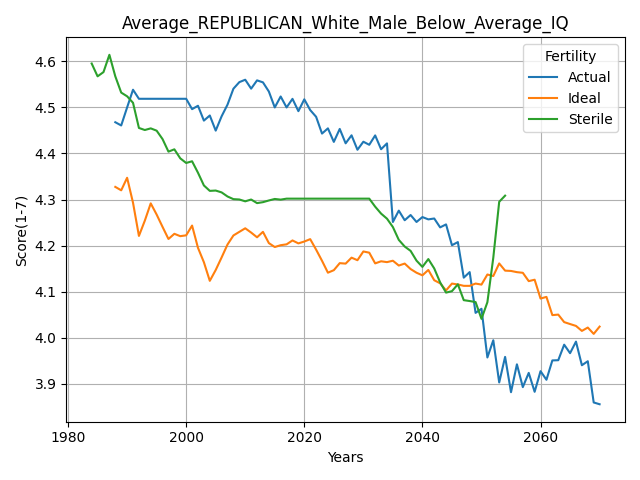 Average_REPUBLICAN_White_Male_Below_Average_IQ
Fertility
Actual
Ideal
Sterile
Score(1-7)
4.6
4.5
4.4
4.3
4.2
4.1
4.0
3.9
1980
2000
2020
2040
2060
Years